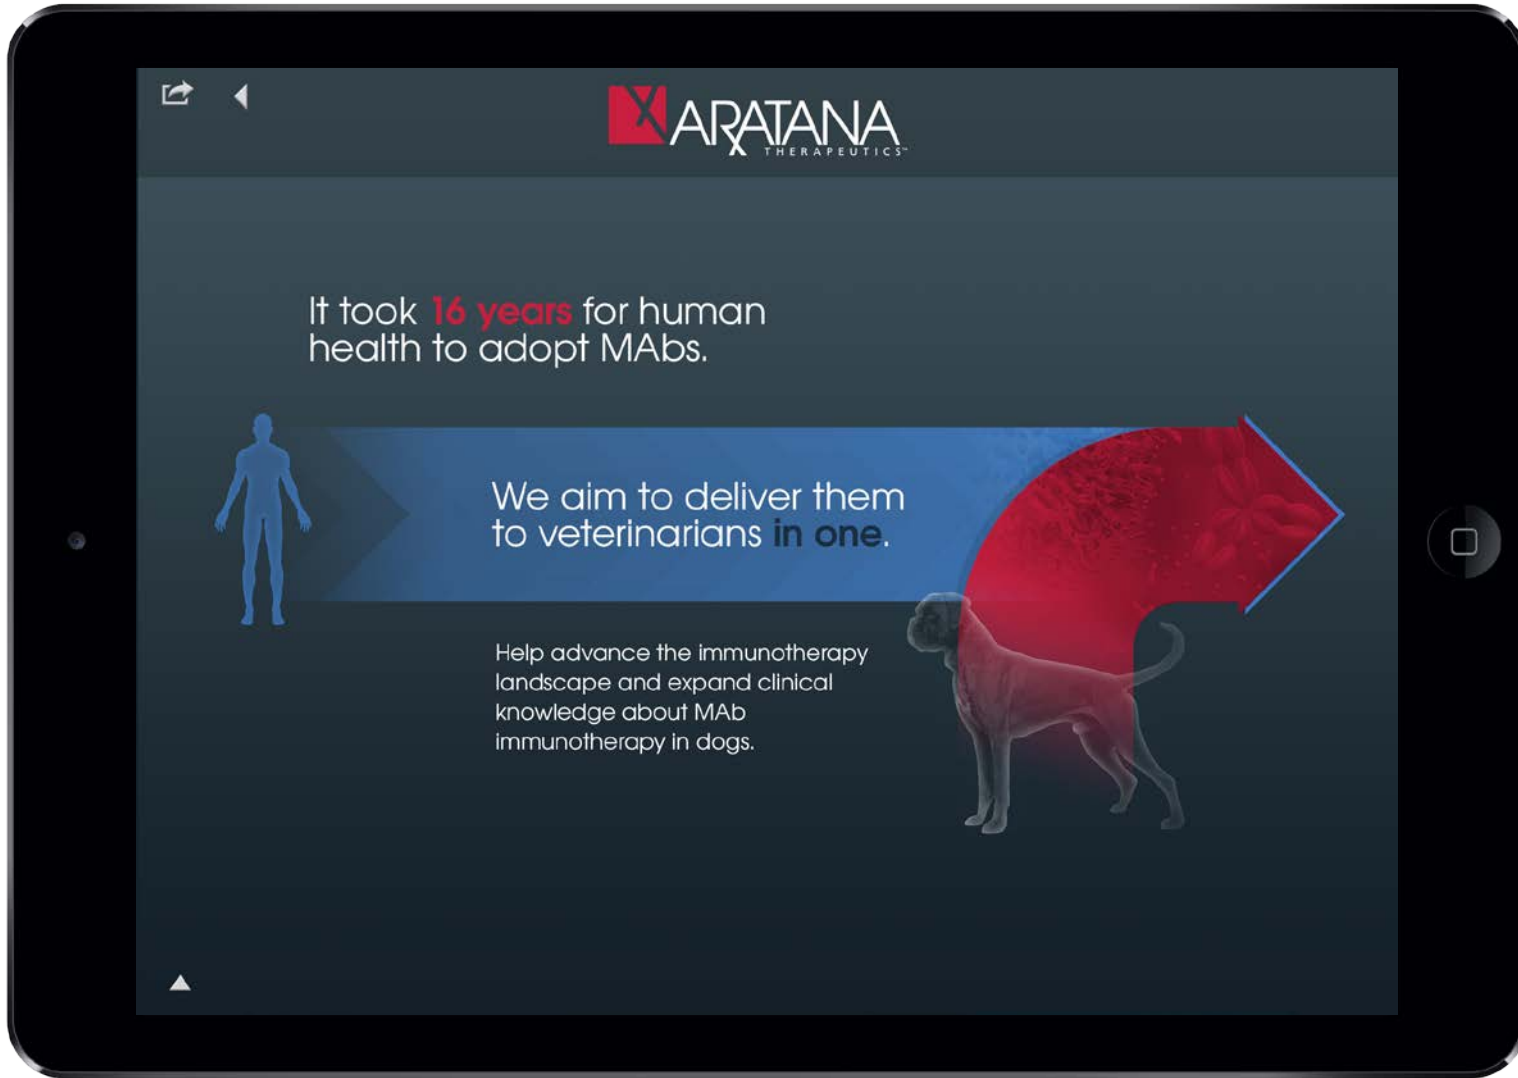 ARATANA
THERAPEUTICS™
It took 16 years for human
health to adopt MAbs.
We aim to deliver them
to veterinarians in one.
Help advance the immunotherapy
landscape and expand clinical
knowledge about MAb
immunotherapy in dogs.